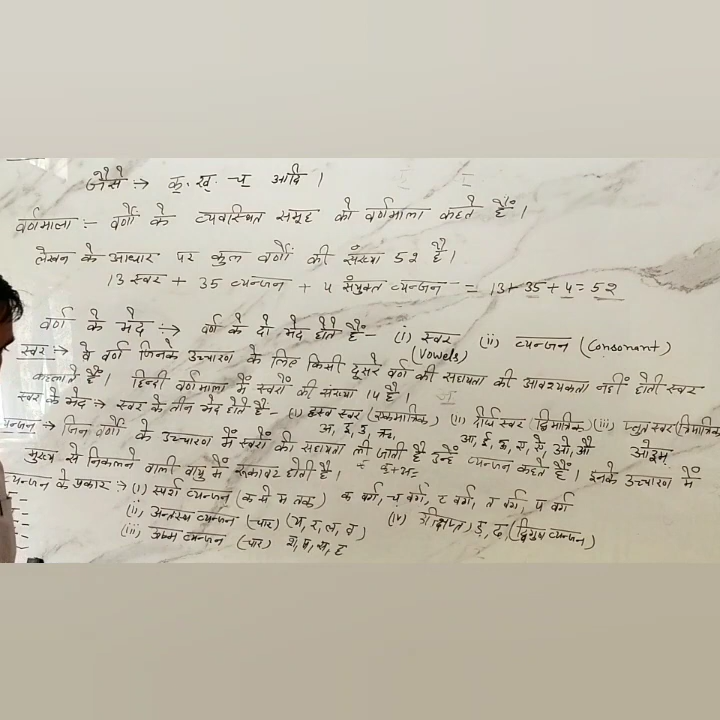 जैसे → क्. ख्. च् आदि ।
वर्णमाला :- वर्णों के व्यवस्थित समूह को वर्णमाला कहते हैं ।
लेखन के आधार पर कुल वर्णों की संख्या 52 है ।
13 स्वर + 35 व्यन्जन + 4 संयुक्त व्यन्जन = 13 + 35 + 4 = 52
वर्ण के भेद → वर्ण के दो भेद होते हैं - (i) स्वर (Vowels) (ii) व्यन्जन (Consonant)
स्वर → वे वर्ण जिनके उच्चारण के लिए किसी दूसरे वर्ण की सहायता की आवश्यकता नहीं होती स्वर
कहलाते हैं । हिन्दी वर्णमाला में स्वरों की संख्या 14 है ।
स्वर के भेद → स्वर के तीन भेद होते हैं - (i) ह्रस्व स्वर (एकमात्रिक) (ii) दीर्घ स्वर (द्विमात्रिक) (iii) प्लुत स्वर (त्रिमात्रिक
अ, इ, उ, ऋ, आ, ई, ऊ, ए, ऐ, ओ, औ ओइम्
व्यन्जन → जिन वर्णों के उच्चारण में स्वरों की सहायता ली जाती है उन्हें व्यन्जन कहते हैं । इनके उच्चारण में
मुख्य से निकलने वाली वायु में रूकावट होती है । क् + अ =
व्यन्जन के प्रकार → (i) स्पर्श व्यन्जन (क से म तक) क वर्ग, च वर्ग, ट वर्ग, त वर्ग, प वर्ग
(ii) अन्तस्थ व्यन्जन (चार) (य, र, ल, व) (iv) ड़, ढ़ (द्विगुण व्यन्जन)
(iii) उष्म व्यन्जन (चार) श, ष, स, ह